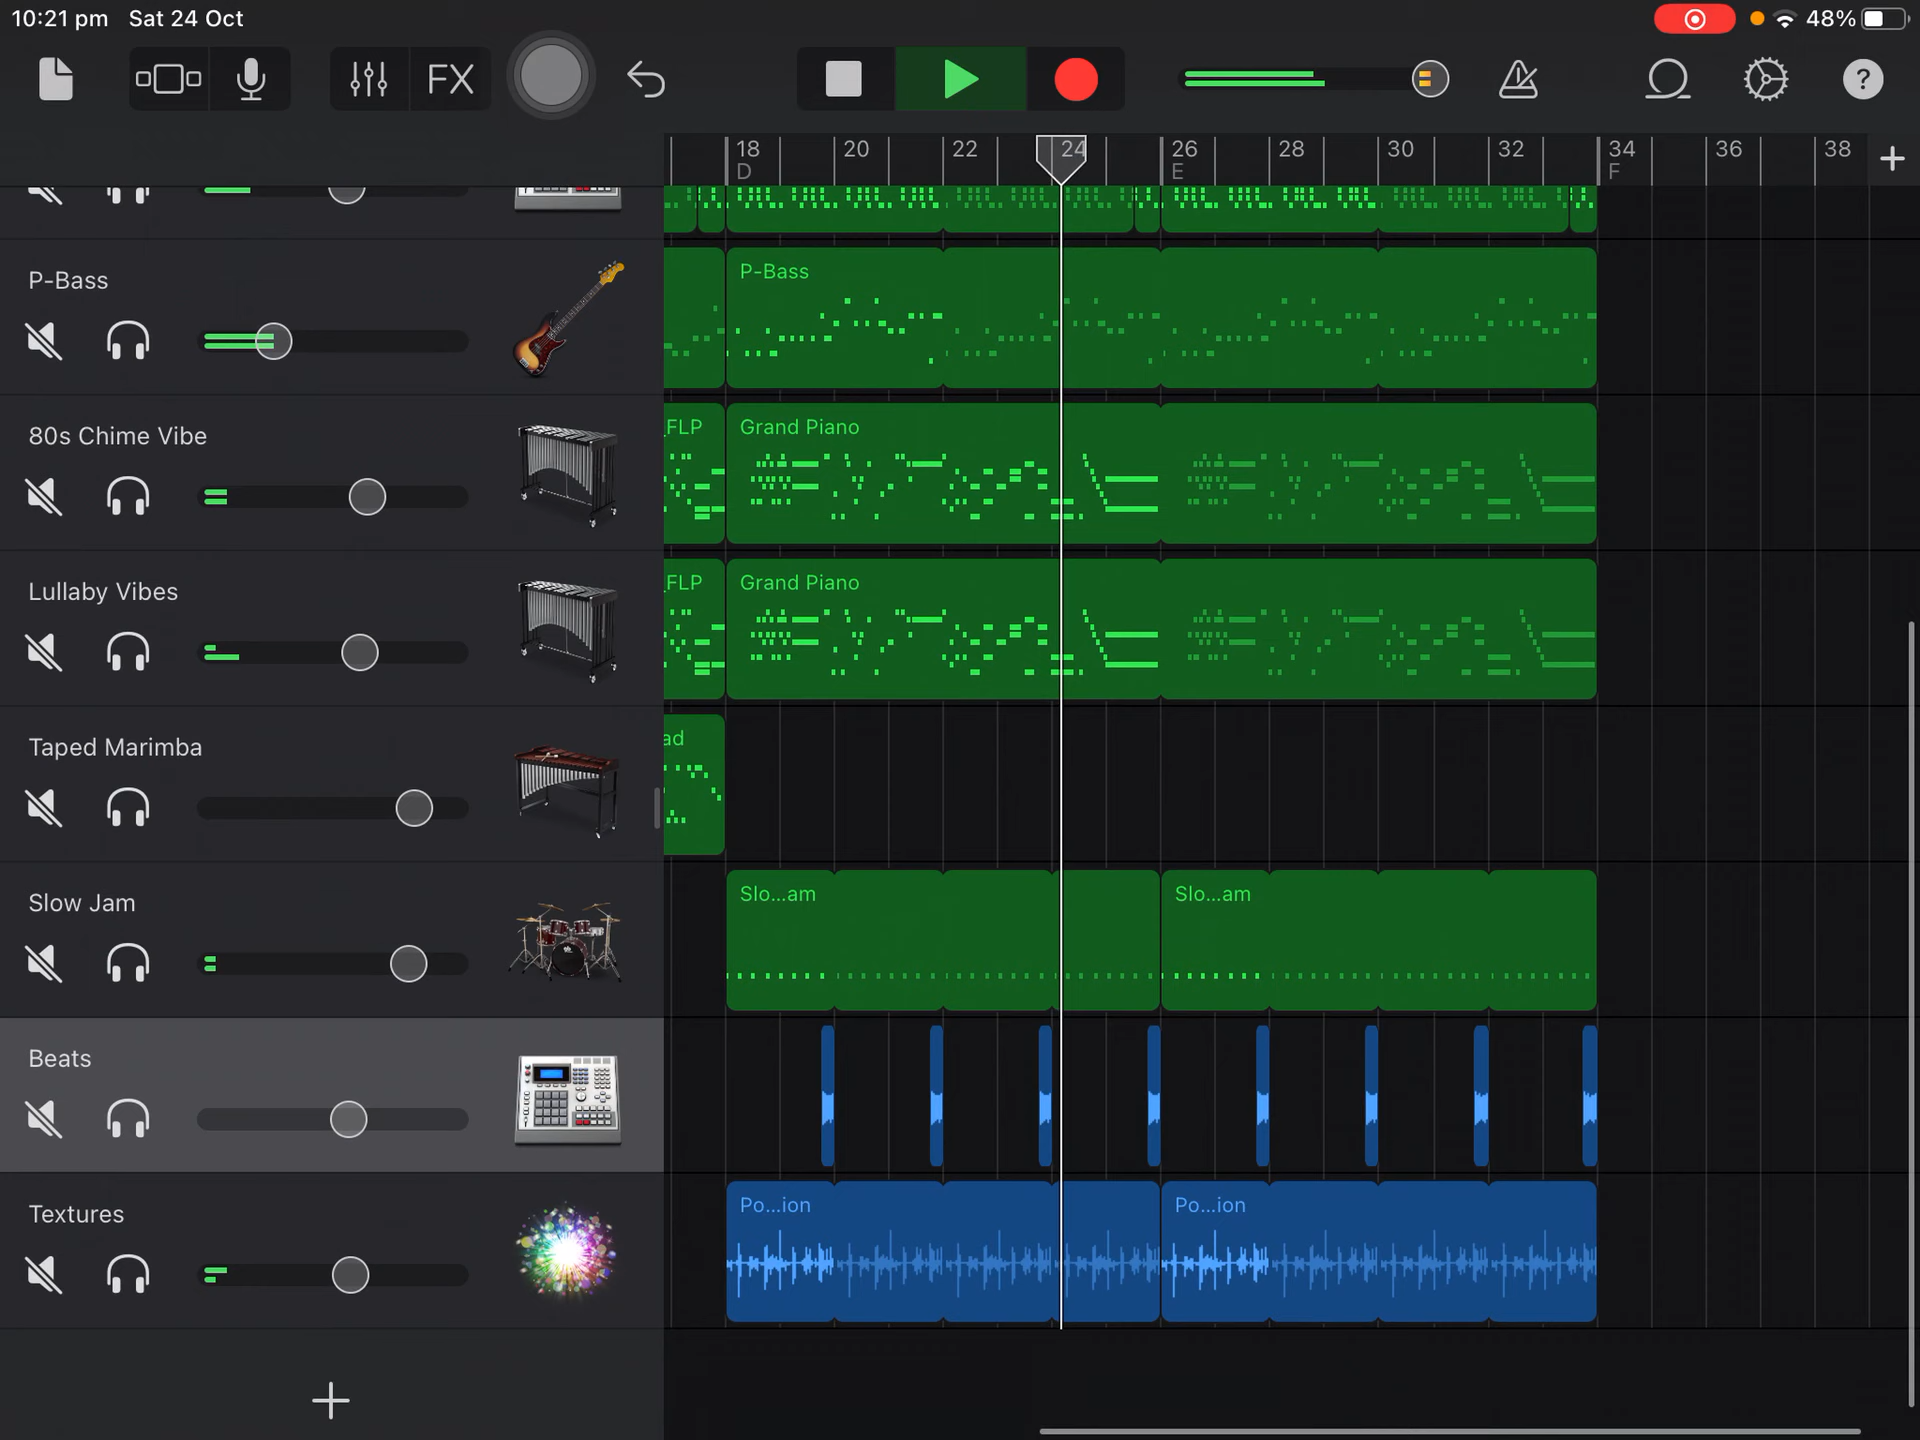 10:21 pm Sat 24 Oct
48%
FX
?
18 20 22 24 26 28 30 32 34 36 38
D E F
P-Bass
P-Bass
80s Chime Vibe
_FLP
Grand Piano
Lullaby Vibes
_FLP
Grand Piano
Taped Marimba
ad
Slow Jam
Slo...am
Slo...am
Beats
Textures
Po...ion
Po...ion